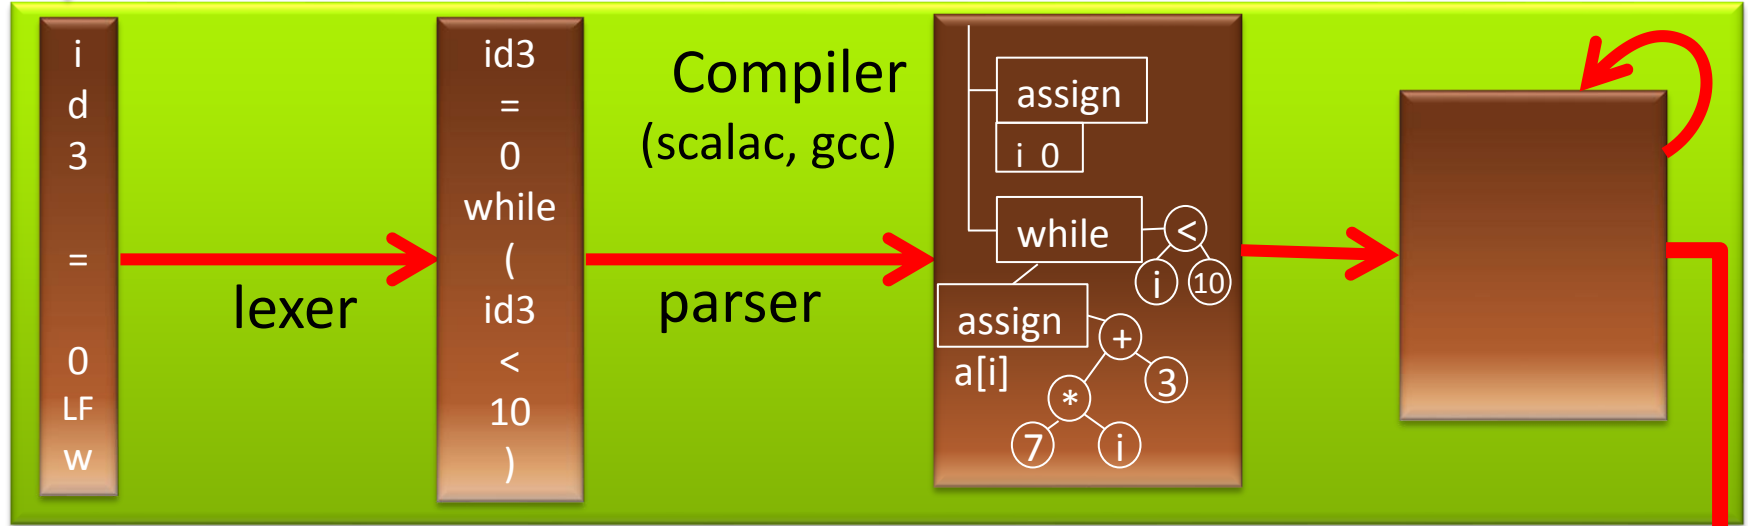 i
d
3
=
0
LF
w
lexer
id3
=
0
while
(
id3
<
10
)
Compiler
(scalac, gcc)
parser
assign
i 0
while
<
i
10
assign
a[i]
+
3
*
7
i